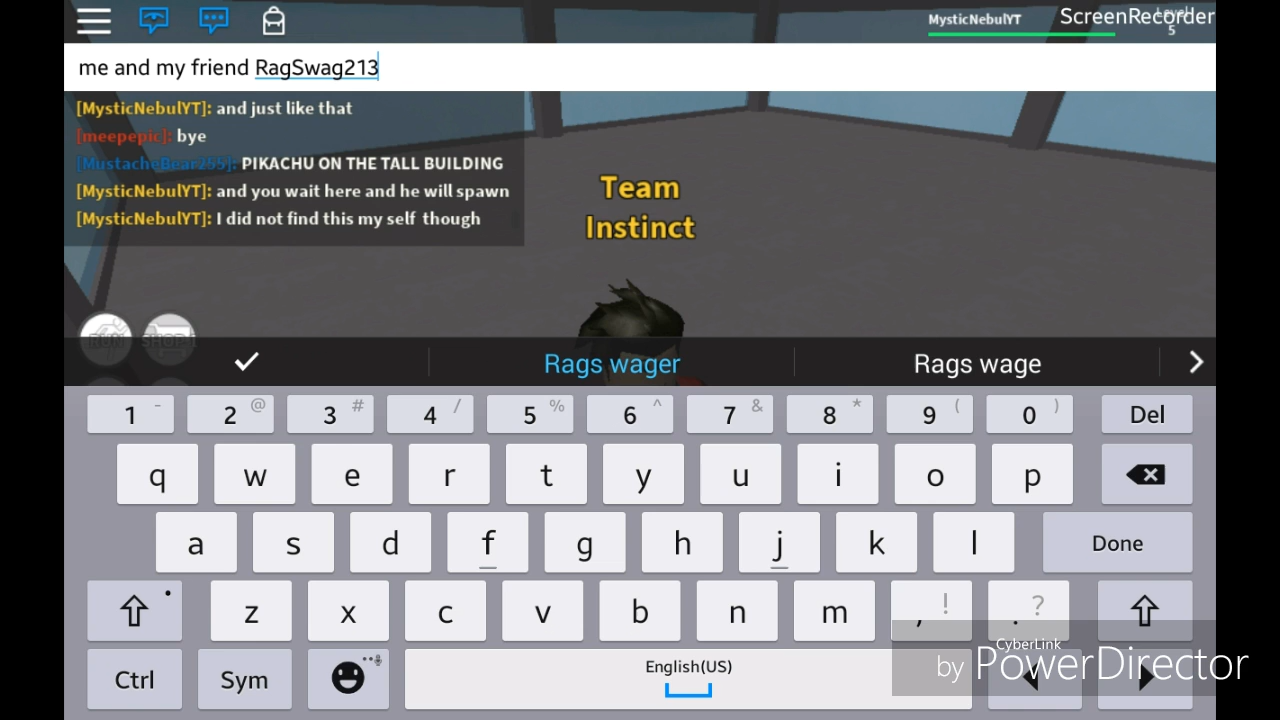 MysticNebulYT
ScreenRecorder
5
me and my friend RagSwag213
[MysticNebulYT]: and just like that
[meepepic]: bye
[MustacheBear255]: PIKACHU ON THE TALL BUILDING
[MysticNebulYT]: and you wait here and he will spawn
[MysticNebulYT]: I did not find this my self though
Team
Instinct
RUN SHOP
Rags wager Rags wage
1 - 2 @ 3 # 4 / 5 % 6 ^ 7 & 8 * 9 ( 0 ) Del
q w e r t y u i o p
a s d f g h j k l Done
z x c v b n m , ! . ?
Ctrl Sym English(US)
CyberLink
by PowerDirector